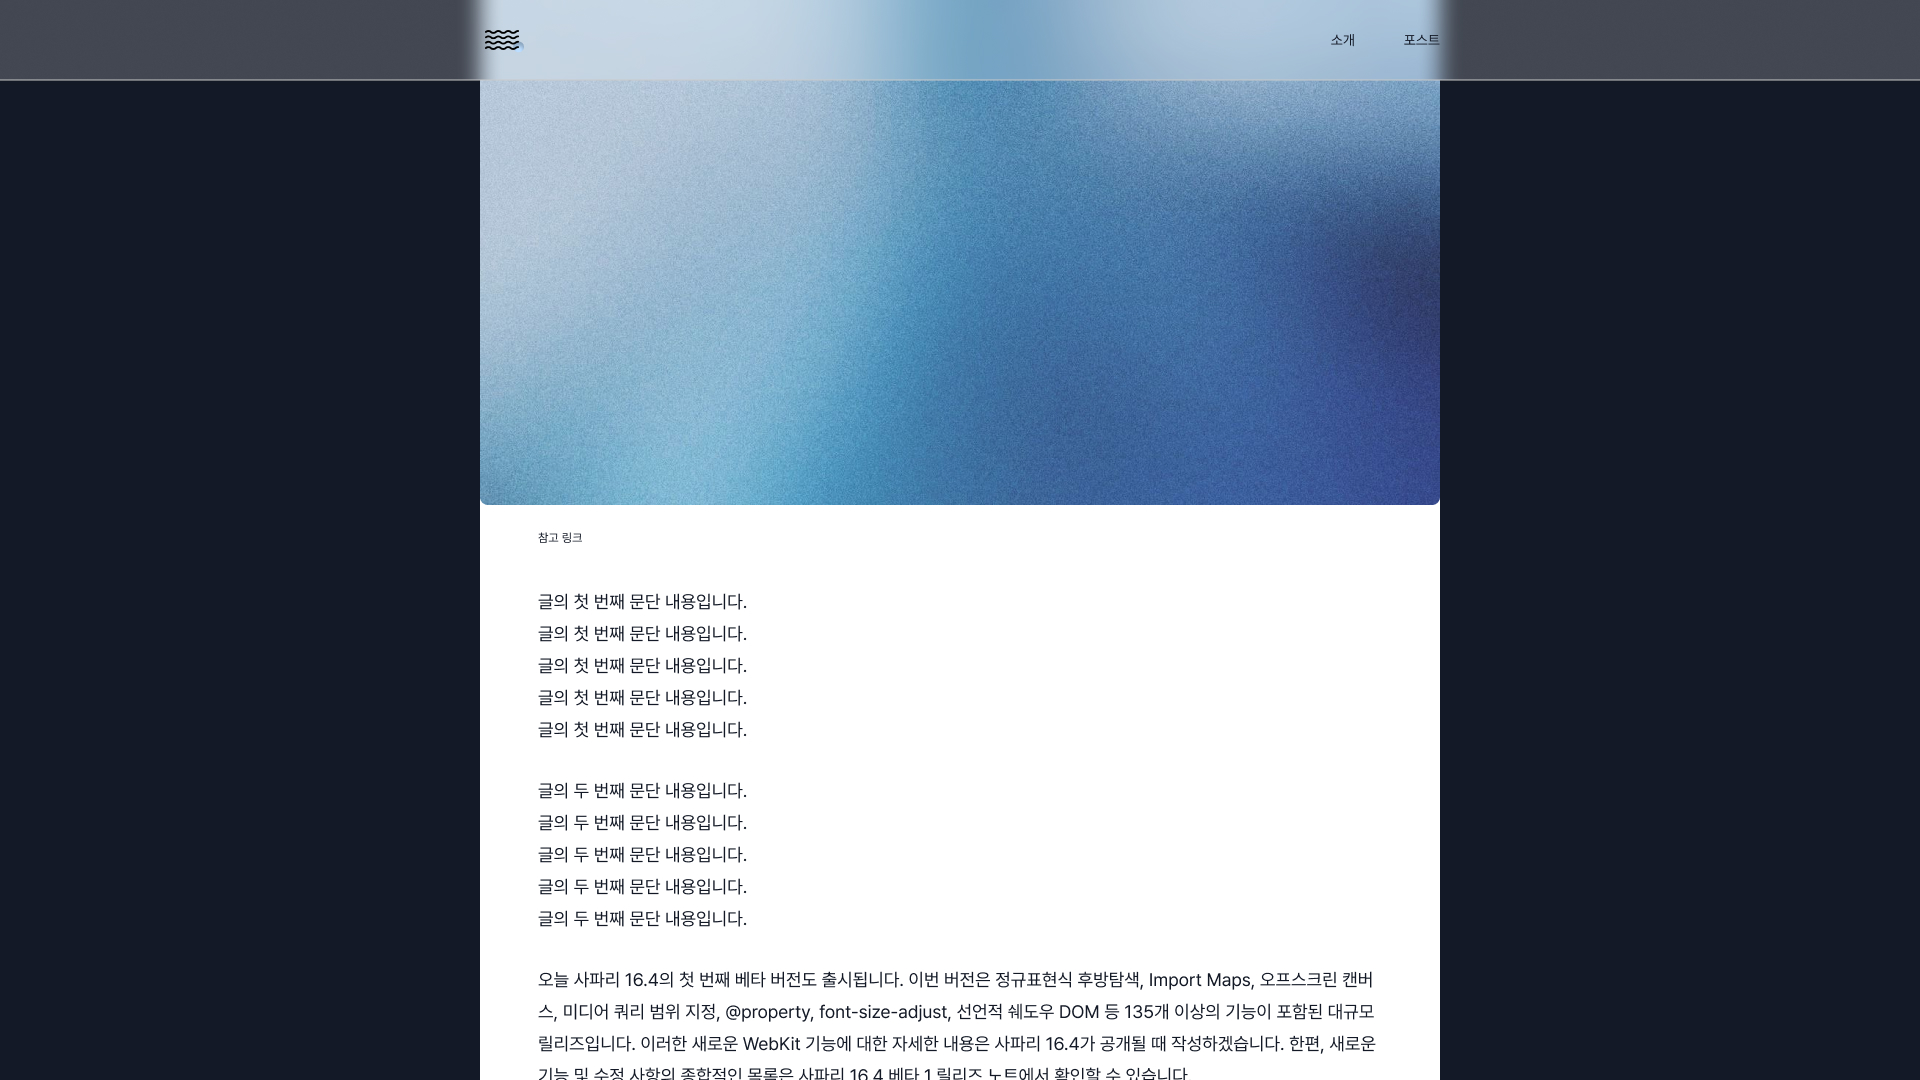 소개
포스트
참고 링크
글의 첫 번째 문단 내용입니다.
글의 첫 번째 문단 내용입니다.
글의 첫 번째 문단 내용입니다.
글의 첫 번째 문단 내용입니다.
글의 첫 번째 문단 내용입니다.
글의 두 번째 문단 내용입니다.
글의 두 번째 문단 내용입니다.
글의 두 번째 문단 내용입니다.
글의 두 번째 문단 내용입니다.
글의 두 번째 문단 내용입니다.
오늘 사파리 16.4의 첫 번째 베타 버전도 출시됩니다. 이번 버전은 정규표현식 후방탐색, Import Maps, 오프스크린 캔버
스, 미디어 쿼리 범위 지정, @property, font-size-adjust, 선언적 쉐도우 DOM 등 135개 이상의 기능이 포함된 대규모
릴리즈입니다. 이러한 새로운 WebKit 기능에 대한 자세한 내용은 사파리 16.4가 공개될 때 작성하겠습니다. 한편, 새로운
기능 및 수정 사항의 종합적인 목록은 사파리 16.4 베타 1 릴리즈 노트에서 확인할 수 있습니다.